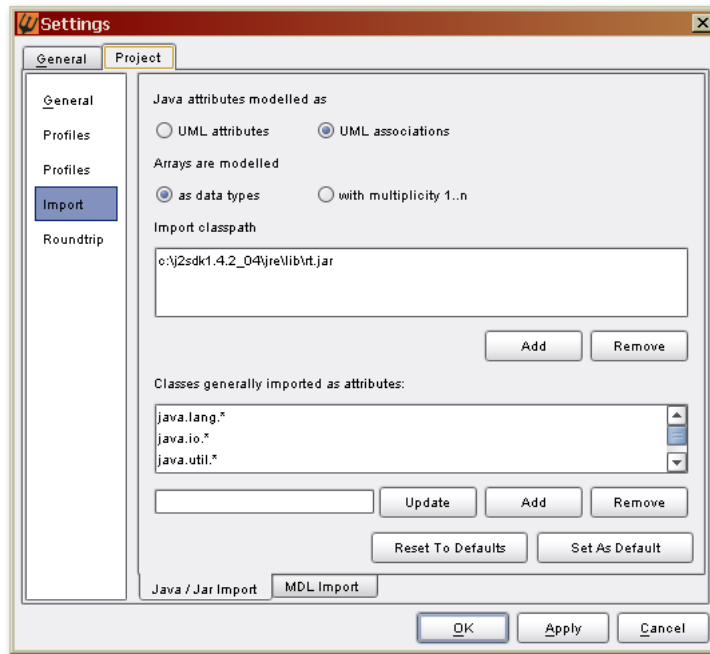 Settings
General Project
General
Profiles
Profiles
Import
Roundtrip
Java attributes modelled as
UML attributes UML associations
Arrays are modelled
as data types with multiplicity 1..n
Import classpath
c:\j2sdk1.4.2_04\jre\lib\rt.jar
Add Remove
Classes generally imported as attributes:
java.lang.*
java.io.*
java.util.*
Update Add Remove
Reset To Defaults Set As Default
Java / Jar Import MDL Import
OK Apply Cancel